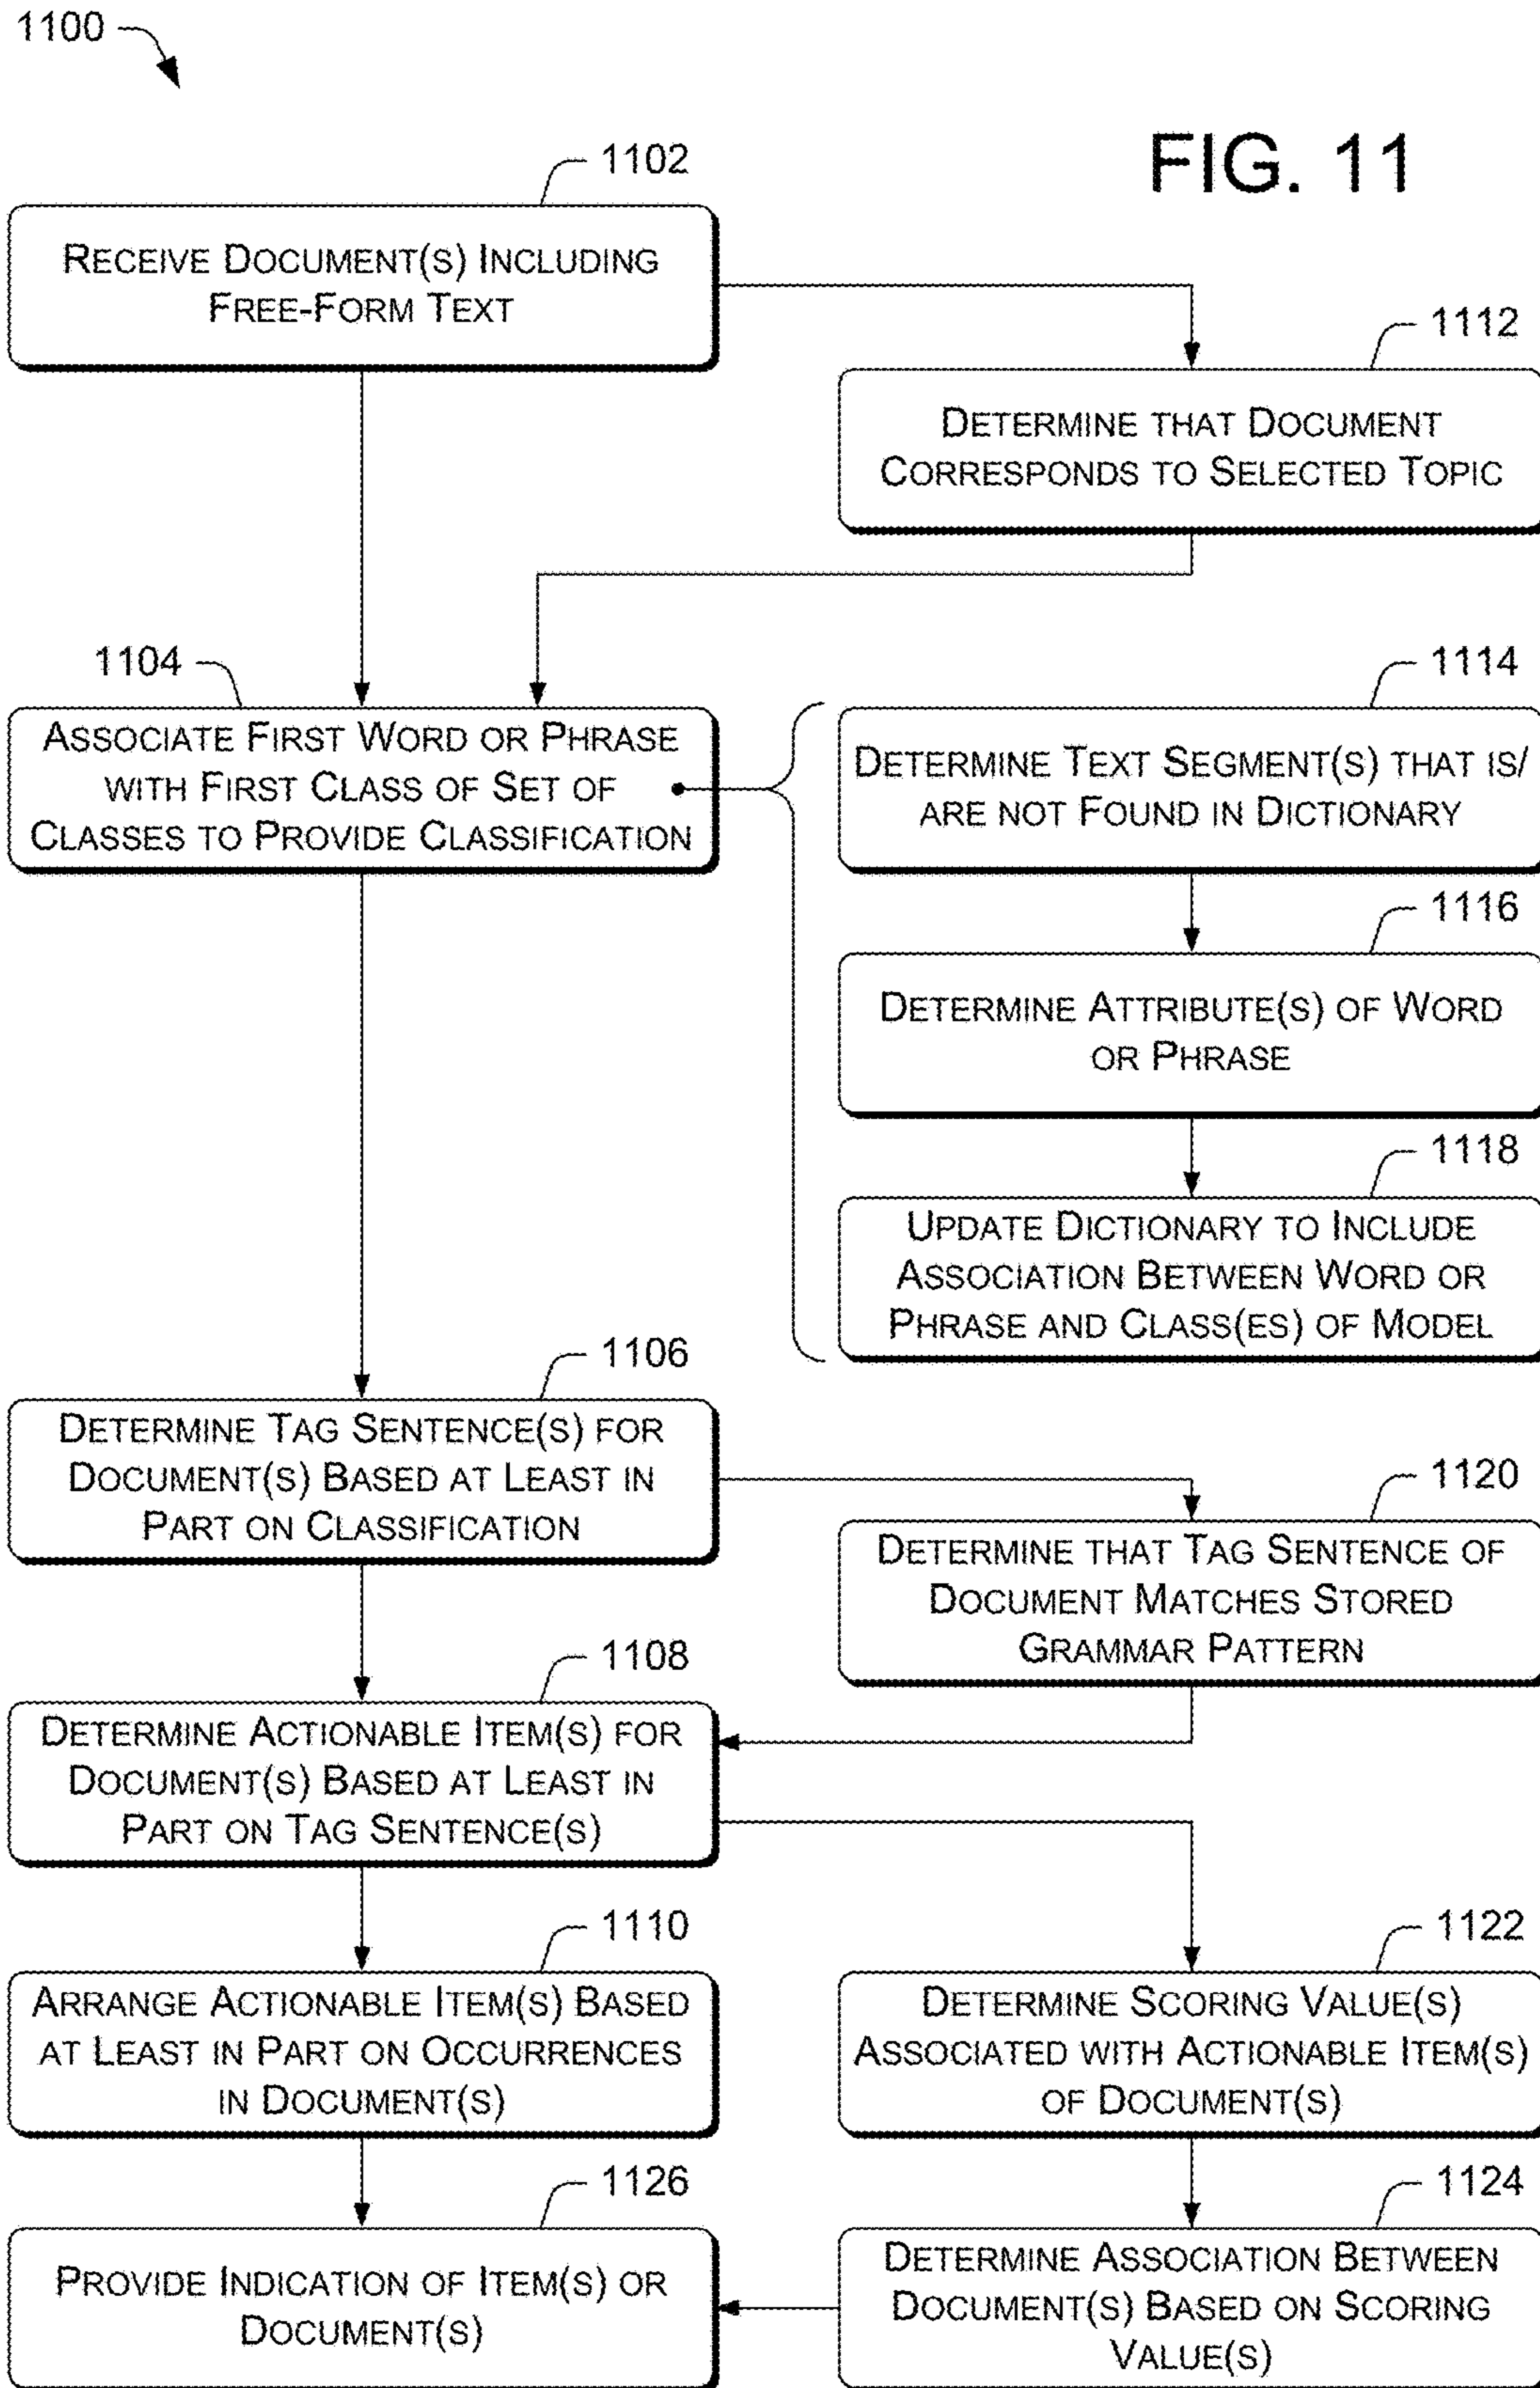 1100
FIG. 11
1102
RECEIVE DOCUMENT(S) INCLUDING
FREE-FORM TEXT
1112
DETERMINE THAT DOCUMENT
CORRESPONDS TO SELECTED TOPIC
1104
ASSOCIATE FIRST WORD OR PHRASE
WITH FIRST CLASS OF SET OF
CLASSES TO PROVIDE CLASSIFICATION
1114
DETERMINE TEXT SEGMENT(S) THAT IS/
ARE NOT FOUND IN DICTIONARY
1116
DETERMINE ATTRIBUTE(S) OF WORD
OR PHRASE
1118
UPDATE DICTIONARY TO INCLUDE
ASSOCIATION BETWEEN WORD OR
PHRASE AND CLASS(ES) OF MODEL
1106
DETERMINE TAG SENTENCE(S) FOR
DOCUMENT(S) BASED AT LEAST IN
PART ON CLASSIFICATION
1120
DETERMINE THAT TAG SENTENCE OF
DOCUMENT MATCHES STORED
GRAMMAR PATTERN
1108
DETERMINE ACTIONABLE ITEM(S) FOR
DOCUMENT(S) BASED AT LEAST IN
PART ON TAG SENTENCE(S)
1110
ARRANGE ACTIONABLE ITEM(S) BASED
AT LEAST IN PART ON OCCURRENCES
IN DOCUMENT(S)
1122
DETERMINE SCORING VALUE(S)
ASSOCIATED WITH ACTIONABLE ITEM(S)
OF DOCUMENT(S)
1126
PROVIDE INDICATION OF ITEM(S) OR
DOCUMENT(S)
1124
DETERMINE ASSOCIATION BETWEEN
DOCUMENT(S) BASED ON SCORING
VALUE(S)